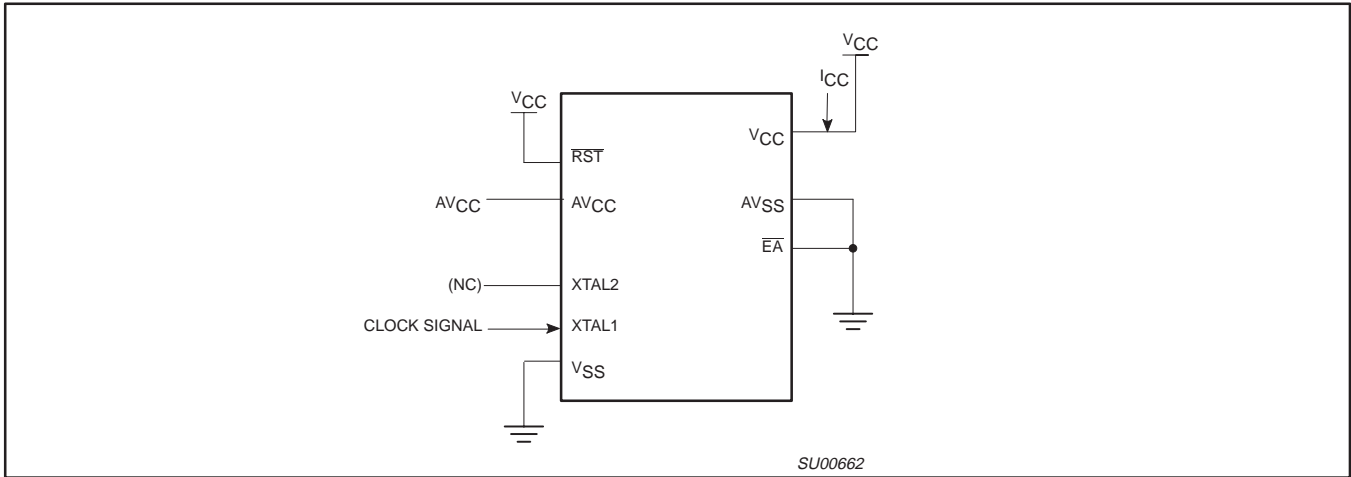 VCC
ICC
VCC
VCC
RST
AVCC
AVCC
AVSS
EA
(NC)
XTAL2
CLOCK SIGNAL
XTAL1
VSS
SU00662